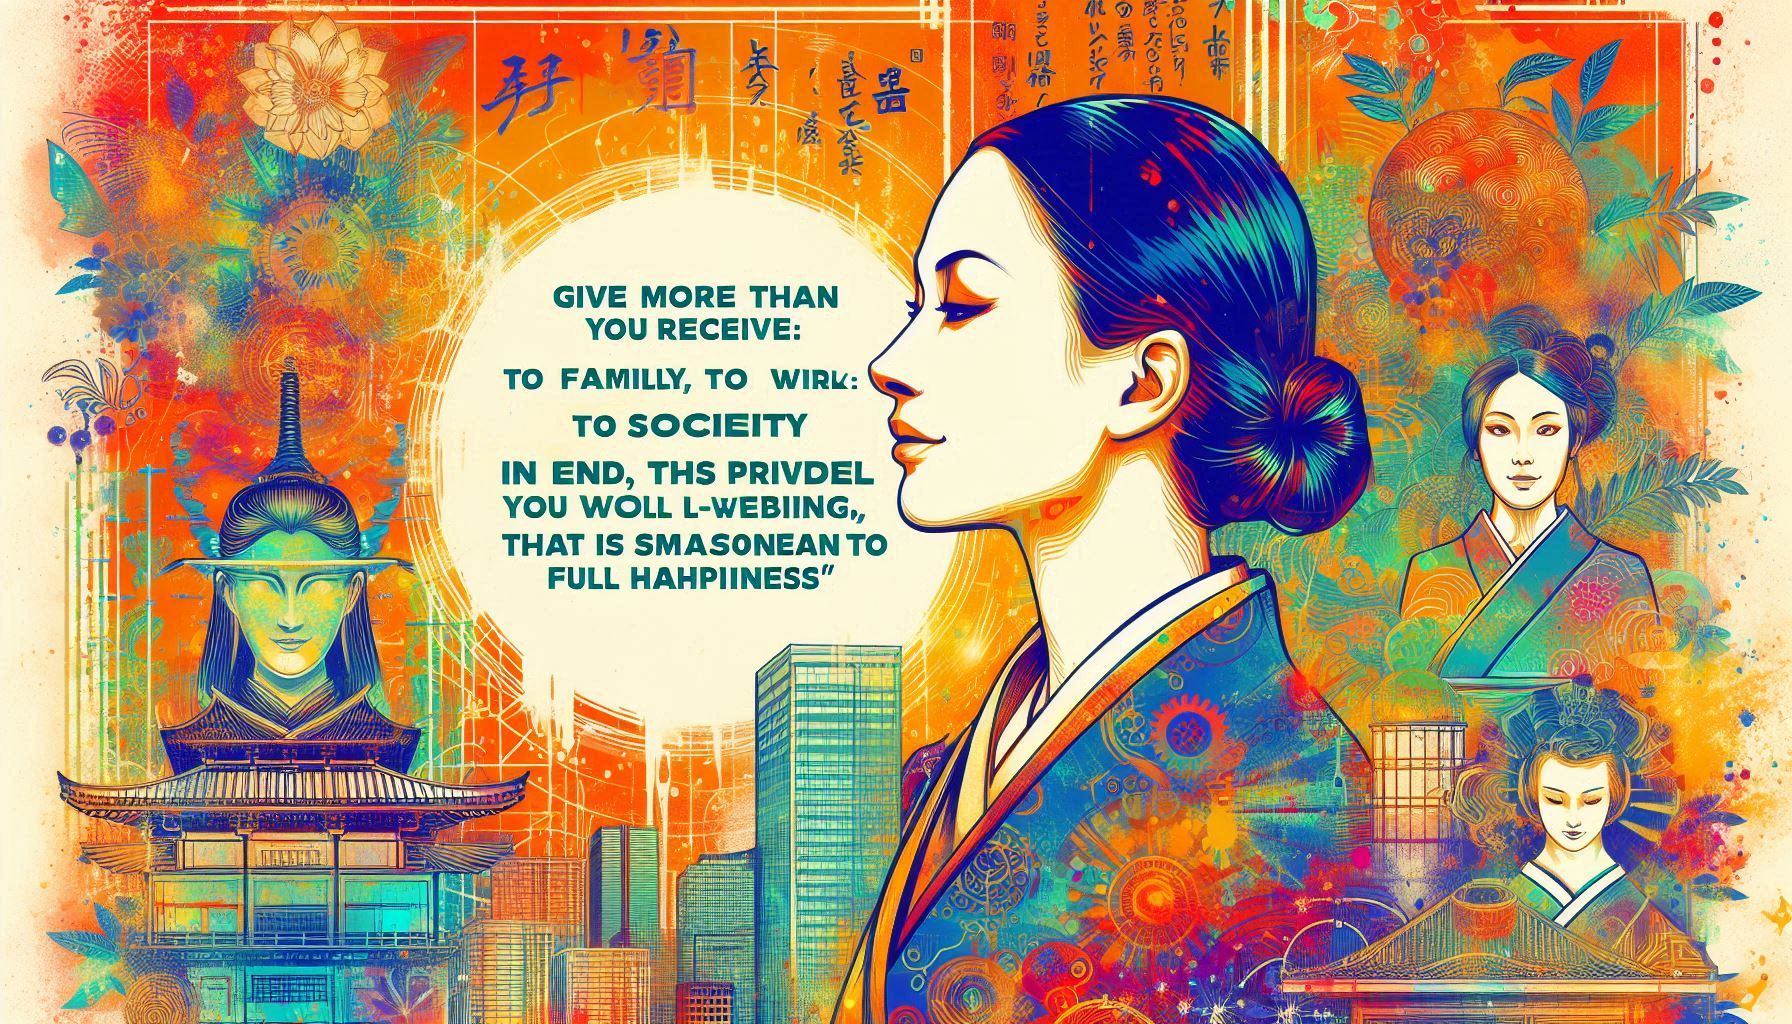 GIVE MORE THAN
YOU RECEIVE:
TO FAMILLY, TO WIRK:
TO SOCIEITY
IN END, THS PRIVDEL
YOU WOLL L-WEBIING,,
THAT IS SMASONEAN TO
FULL HAHPIINESS”